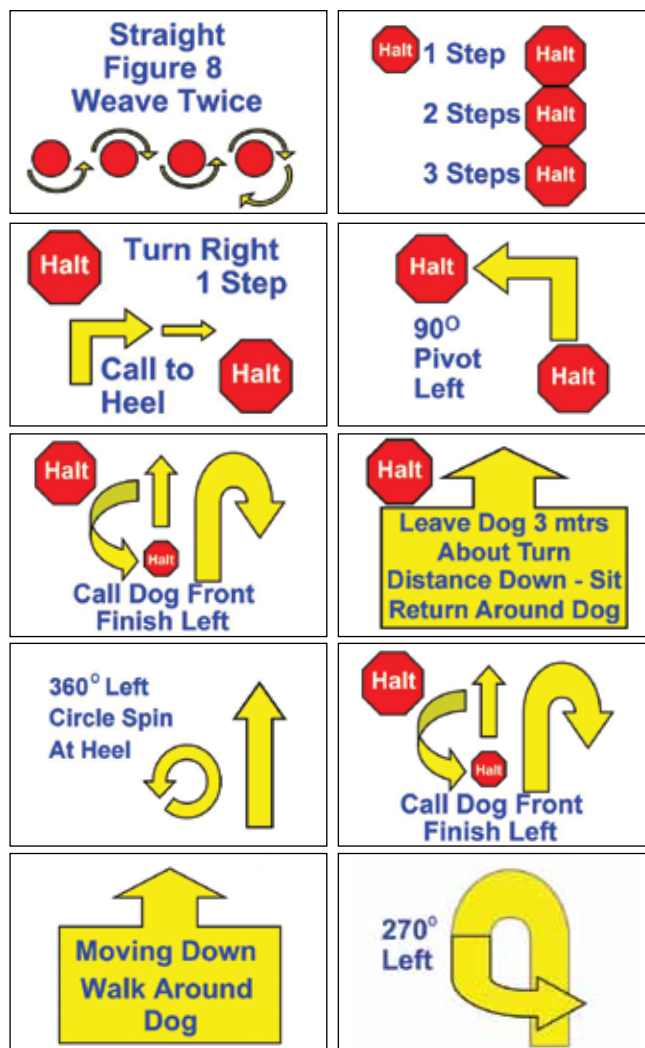 Straight
Figure 8
Weave Twice
Halt 1 Step Halt
2 Steps Halt
3 Steps Halt
Halt Turn Right
1 Step
Call to
Heel
Halt
Halt
90O
Pivot
Left
Halt
Halt
Halt
Call Dog Front
Finish Left
Halt
Leave Dog 3 mtrs
About Turn
Distance Down - Sit
Return Around Dog
360° Left
Circle Spin
At Heel
Halt
Halt
Call Dog Front
Finish Left
Moving Down
Walk Around
Dog
270°
Left